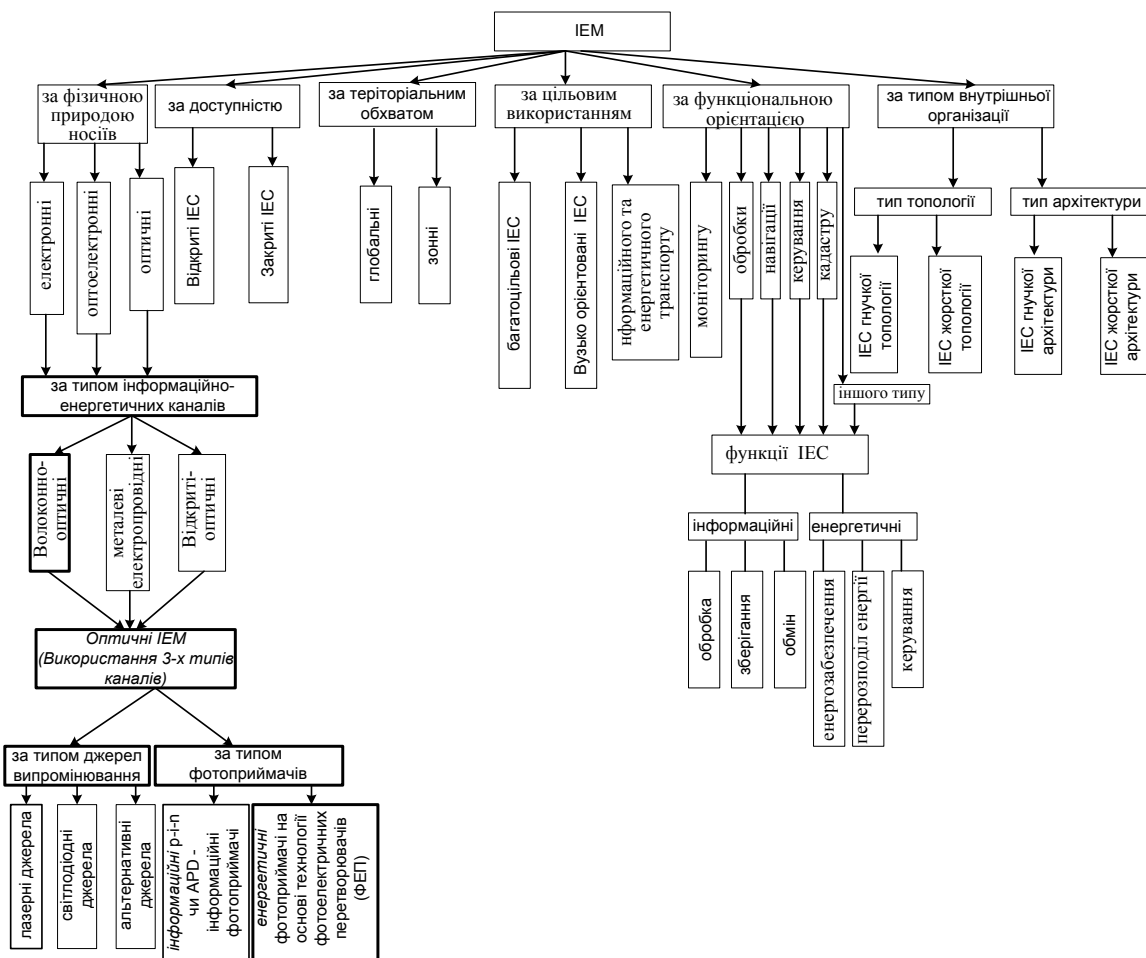 ІЕМ
за фізичною
природою
носіїв
за доступністю
за теріторіальним
обхватом
за цільовим
використанням
за функціональною
орієнтацією
за типом внутрішньої
організації
електронні
оптоелектронні
оптичні
Відкриті ІЕС
Закриті ІЕС
глобальні
зонні
багатоцільові ІЕС
Вузько орієнтовані ІЕС
нформаційного та
енергетичного
транспорту
моніторингу
обробки
навігації
керування
кадастру
тип топології
тип архітектури
ІЕС гнучкої
топології
ІЕС жорсткої
топології
ІЕС гнучкої
архітектури
ІЕС жорсткт
архітектури
за типом інформаційно-
енергетичних каналів
іншого типу
функції ІЕС
Волоконно-
оптичні
металеві
електропровідні
Відкриті-
оптичні
інформаційні
енергетичні
обробка
зберігання
обмін
енергозабезпечення
перерозподіл енергії
керування
Оптичні ІЕМ
(Використання 3-х типів
каналів)
за типом джерел
випромінювання
за типом
фотоприймачів
лазерні джерела
світлодіодні
джерела
альтернативні
джерела
інформаційні p-i-n
чи APD -
інформаційні
фотоприймачі
енергетичні
фотоприймачі на
основі технології
фотоелектричних
перетворювачів
(ФЕП)